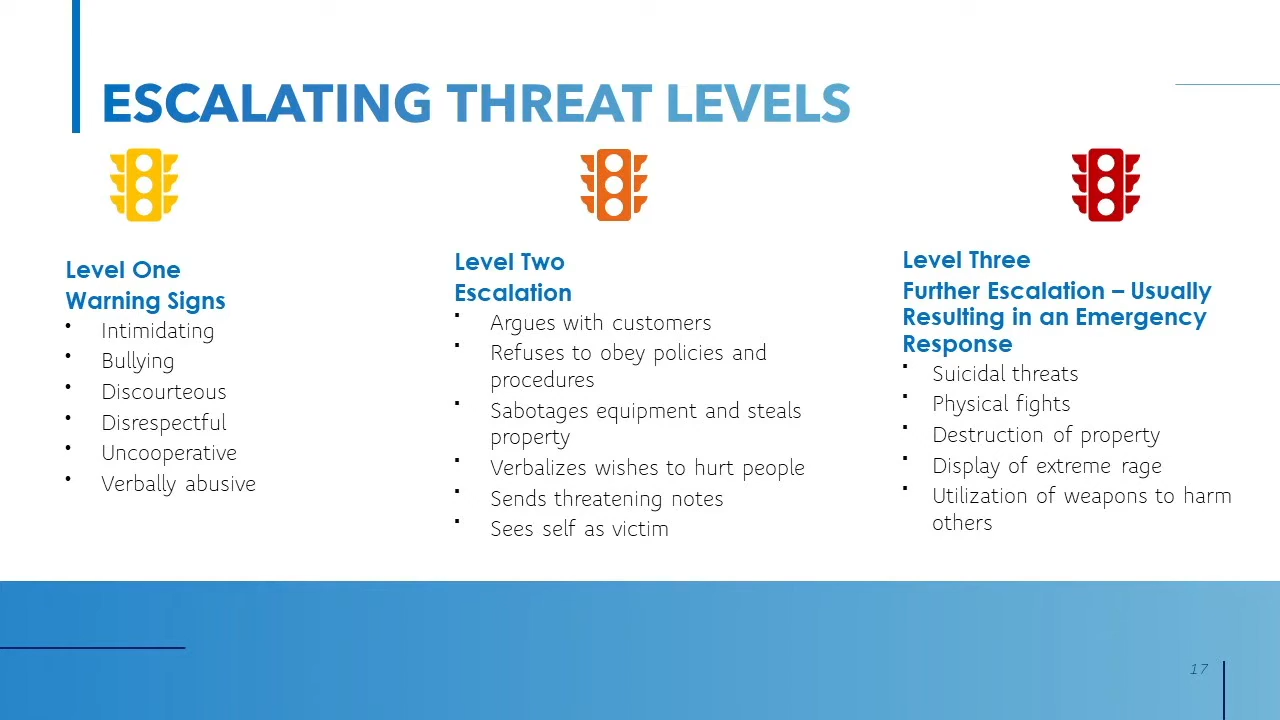 ESCALATING THREAT LEVELS
Level One
Warning Signs
• Intimidating
• Bullying
• Discourteous
• Disrespectful
• Uncooperative
• Verbally abusive
Level Two
Escalation
▪ Argues with customers
▪ Refuses to obey policies and
procedures
▪ Sabotages equipment and steals
property
▪ Verbalizes wishes to hurt people
▪ Sends threatening notes
▪ Sees self as victim
Level Three
Further Escalation – Usually
Resulting in an Emergency
Response
▪ Suicidal threats
▪ Physical fights
▪ Destruction of property
▪ Display of extreme rage
▪ Utilization of weapons to harm
others
17